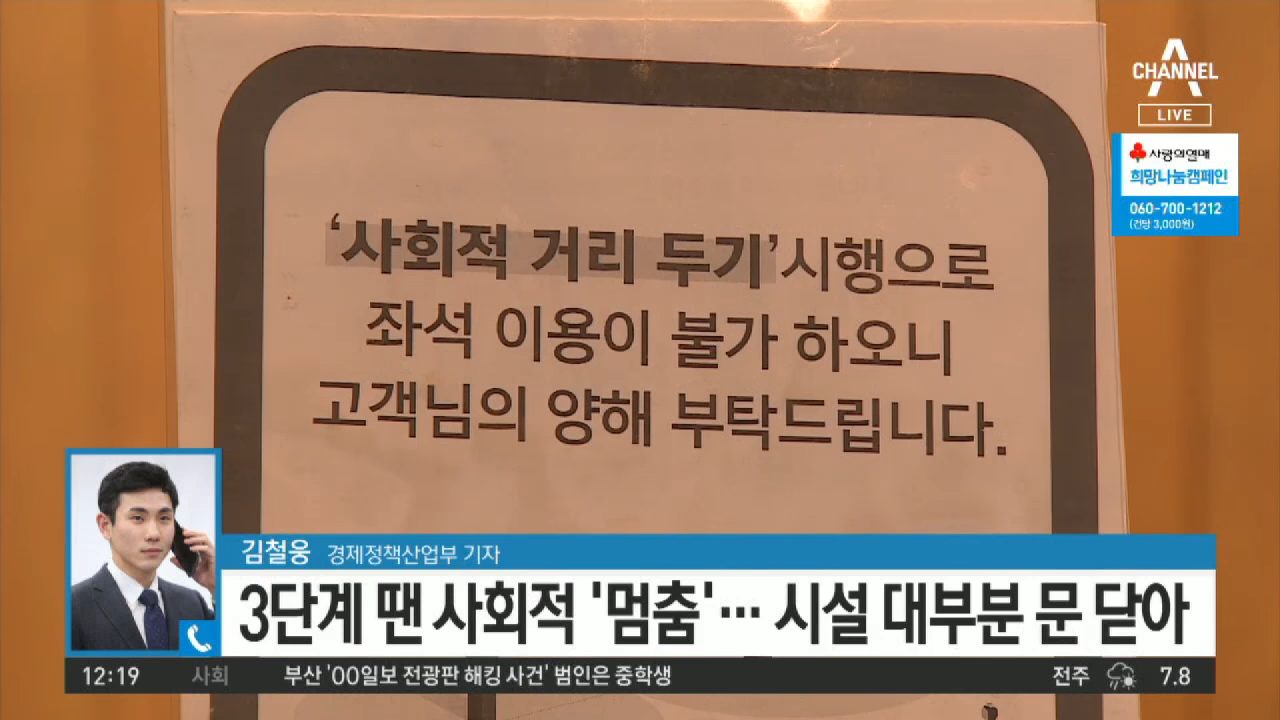 CHANNEL A
LIVE
사랑의열매
희망나눔캠페인
060-700-1212
(건당 3,000원)
‘사회적 거리 두기’시행으로
좌석 이용이 불가 하오니
고객님의 양해 부탁드립니다.
김철웅 경제정책산업부 기자
3단계 땐 사회적 '멈춤'… 시설 대부분 문 닫아
12:19 사회 부산 'OO일보 전광판 해킹 사건' 범인은 중학생 전주 7.8